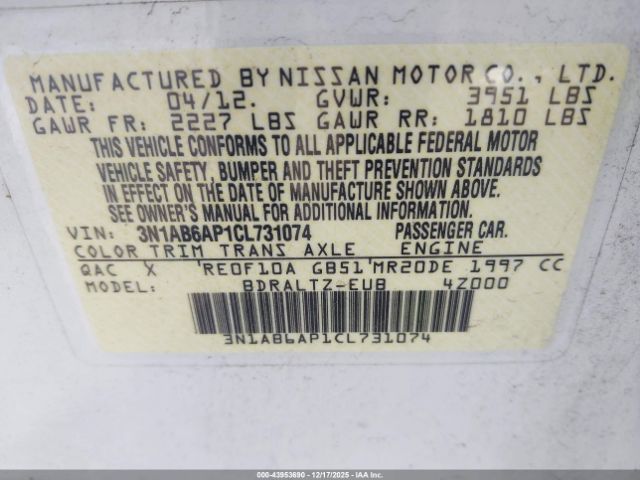 MANUFACTURED BY NISSAN MOTOR CO., LTD.
DATE: 04/12. GVWR: 3951 LBS
GAWR FR: 2227 LBS GAWR RR: 1810 LBS
THIS VEHICLE CONFORMS TO ALL APPLICABLE FEDERAL MOTOR
VEHICLE SAFETY, BUMPER AND THEFT PREVENTION STANDARDS
IN EFFECT ON THE DATE OF MANUFACTURE SHOWN ABOVE.
SEE OWNER'S MANUAL FOR ADDITIONAL INFORMATION.
VIN: 3N1AB6AP1CL731074 PASSENGER CAR.
COLOR TRIM TRANS AXLE ENGINE
QAC X RE0F10A GB51 MR20DE 1997 CC
MODEL: BDRALTZ-EUB 4Z000
3N1AB6AP1CL731074
000-43953690 | 12/17/2025 - IAAI.COM